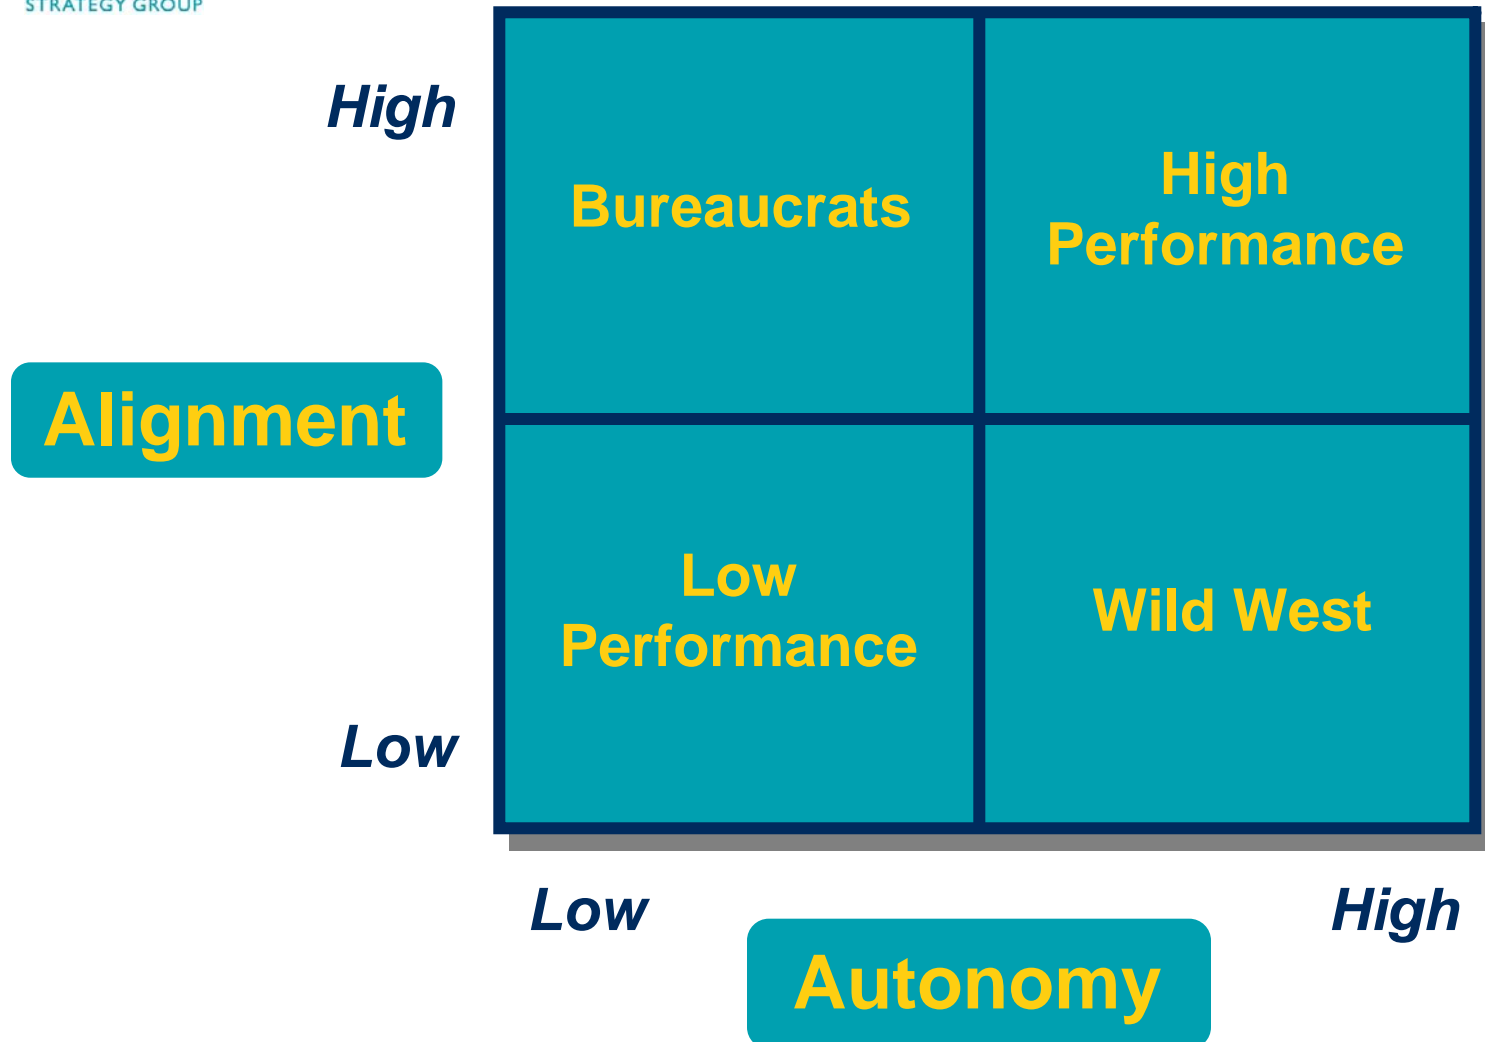 STRATEGY GROUP
High
Bureaucrats
High
Performance
Alignment
Low
Performance
Wild West
Low
Low
High
Autonomy